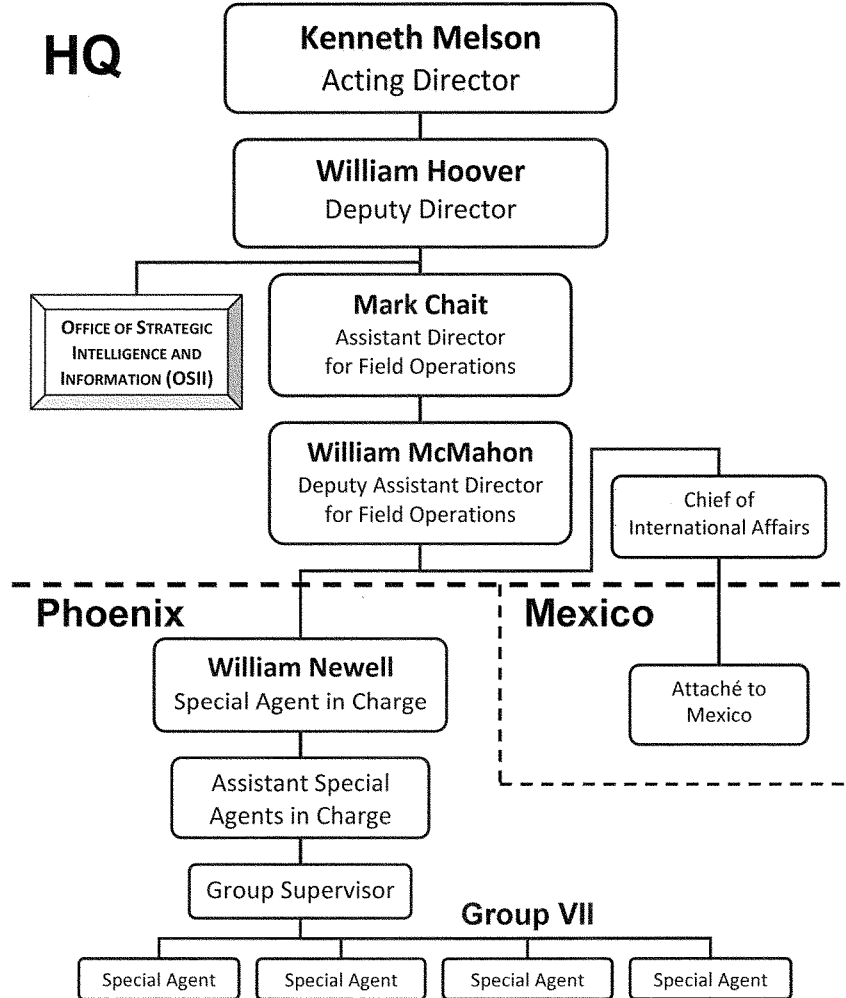 HQ
Kenneth Melson
Acting Director
William Hoover
Deputy Director
OFFICE OF STRATEGIC
INTELLIGENCE AND
INFORMATION (OSII)
Mark Chait
Assistant Director
for Field Operations
William McMahon
Deputy Assistant Director
for Field Operations
Chief of
International Affairs
Phoenix
Mexico
William Newell
Special Agent in Charge
Attaché to
Mexico
Assistant Special
Agents in Charge
Group Supervisor
Group VII
Special Agent
Special Agent
Special Agent
Special Agent